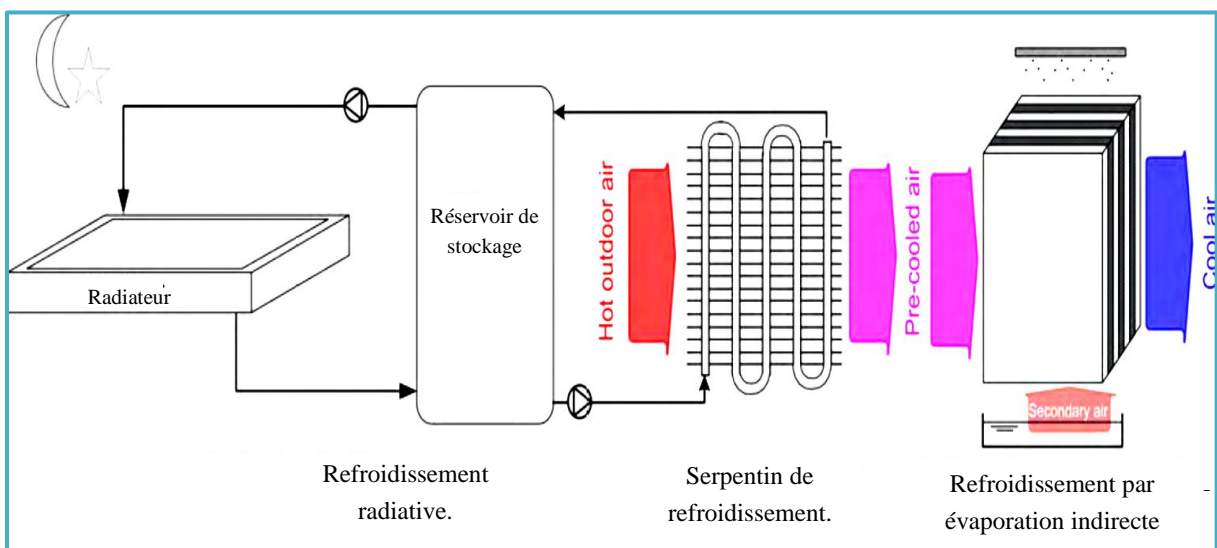 Radiateur
Réservoir de
stockage
Hot outdoor air
Pre-cooled air
Cool air
Secondary air
Refroidissement
radiative.
Serpentin de
refroidissement.
Refroidissement par
évaporation indirecte